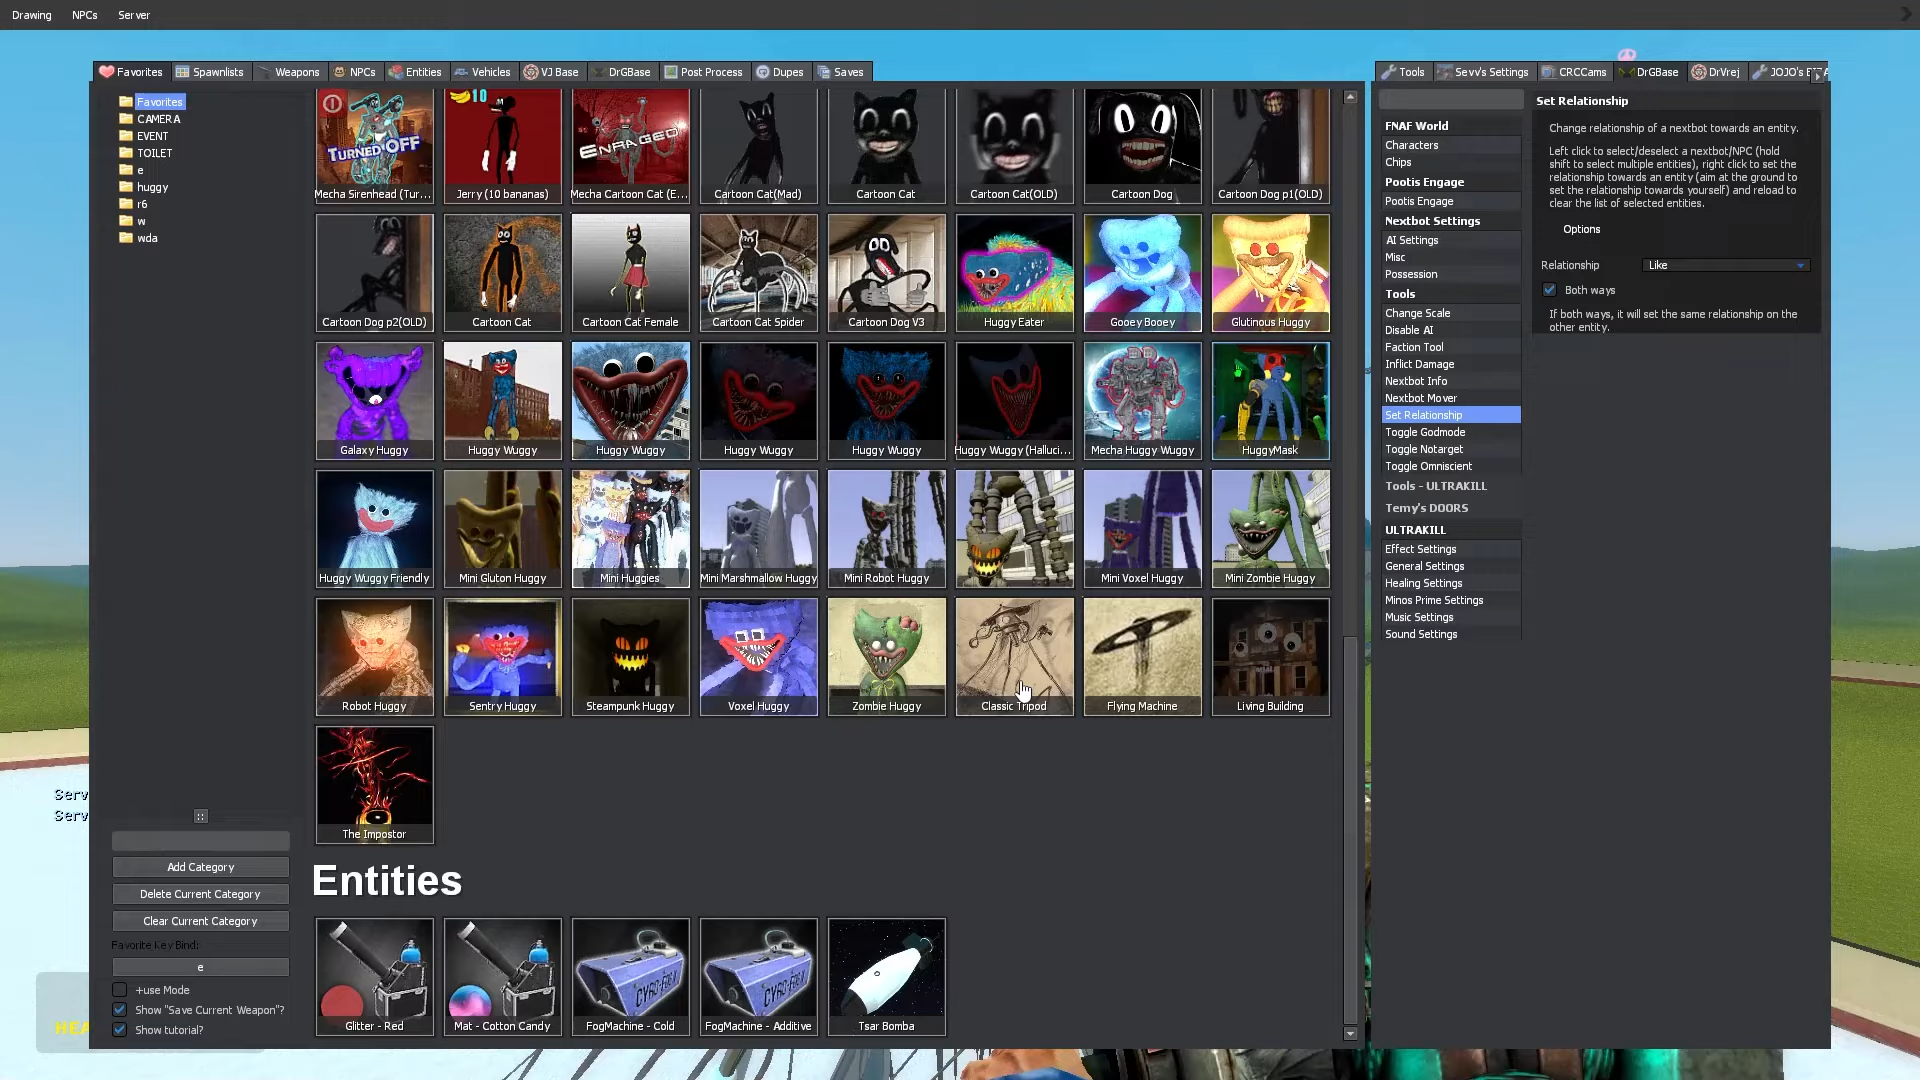 Drawing NPCs Server
Favorites Spawnlists Weapons NPCs Entities Vehicles VJ Base DrGBase Post Process Dupes Saves
Favorites
CAMERA
EVENT
TOILET
e
huggy
r6
w
wda
TURNED OFF
10
ENRAGED
Mecha Sirenhead (Tur... Jerry (10 bananas) Mecha Cartoon Cat (E... Cartoon Cat(Mad) Cartoon Cat Cartoon Cat(OLD) Cartoon Dog Cartoon Dog p1(OLD)
Cartoon Dog p2(OLD) Cartoon Cat Cartoon Cat Female Cartoon Cat Spider Cartoon Dog V3 Huggy Eater Gooey Booey Glutinous Huggy
Galaxy Huggy Huggy Wuggy Huggy Wuggy Huggy Wuggy Huggy Wuggy Huggy Wuggy (Halluci... Mecha Huggy Wuggy HuggyMask
Huggy Wuggy Friendly Mini Gluton Huggy Mini Huggies Mini Marshmallow Huggy Mini Robot Huggy Mini Voxel Huggy Mini Zombie Huggy
Robot Huggy Sentry Huggy Steampunk Huggy Voxel Huggy Zombie Huggy Classic Tripod Flying Machine Living Building
The Impostor
Entities
CYRC-FOG-X CYRC-FOG-X
Glitter - Red Mat - Cotton Candy FogMachine - Cold FogMachine - Additive Tsar Bomba
Serv
Serv
Add Category
Delete Current Category
Clear Current Category
Favorite Key Bind:
e
+use Mode
Show "Save Current Weapon"?
Show tutorial?
HEA
Tools Sevv's Settings CRCCams DrGBase DrVrej JOJO's
FNAF World
Characters
Chips
Pootis Engage
Pootis Engage
Nextbot Settings
AI Settings
Misc
Possession
Tools
Change Scale
Disable AI
Faction Tool
Inflict Damage
Nextbot Info
Nextbot Mover
Set Relationship
Toggle Godmode
Toggle Notarget
Toggle Omniscient
Tools - ULTRAKILL
Temy's DOORS
ULTRAKILL
Effect Settings
General Settings
Healing Settings
Minos Prime Settings
Music Settings
Sound Settings
Set Relationship
Change relationship of a nextbot towards an entity.
Left click to select/deselect a nextbot/NPC (hold
shift to select multiple entities), right click to set the
relationship towards an entity (aim at the ground to
set the relationship towards yourself) and reload to
clear the list of selected entities.
Options
Relationship Like
Both ways
If both ways, it will set the same relationship on the
other entity.